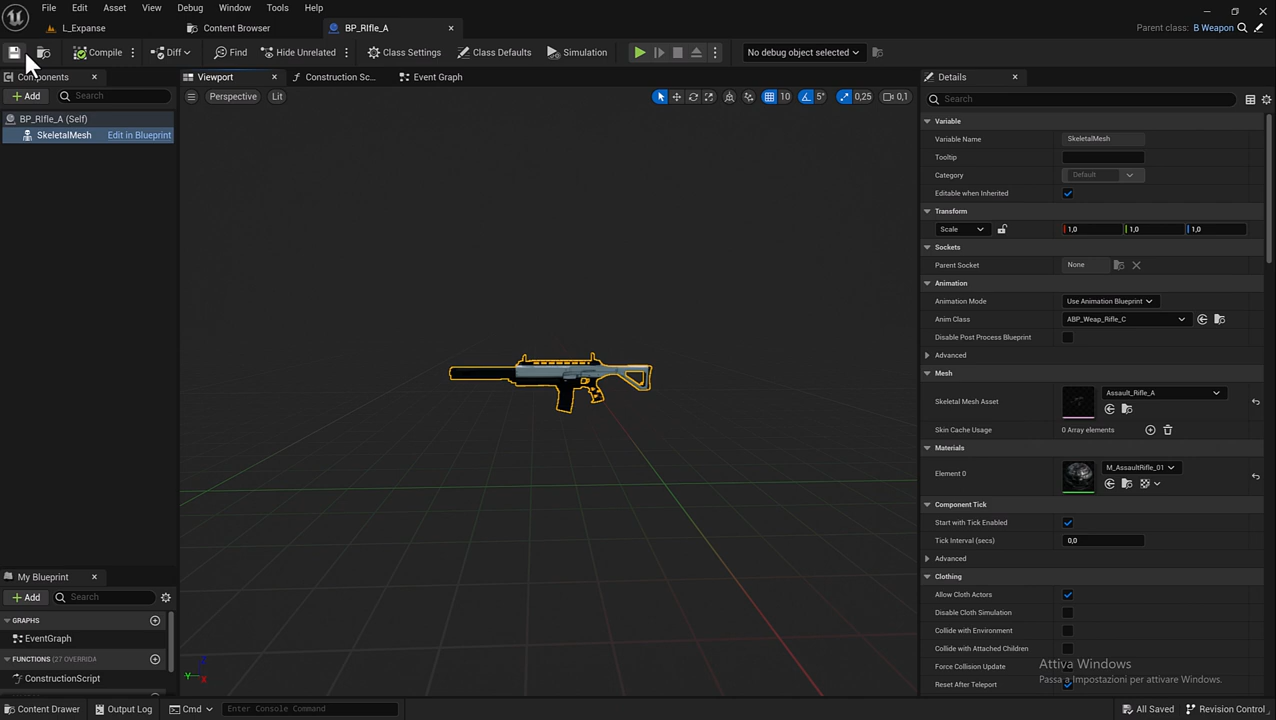 File Edit Asset View Debug Window Tools Help
L_Expanse Content Browser BP_RIfle_A
Parent class: B Weapon
Compile Diff Find Hide Unrelated Class Settings Class Defaults Simulation No debug object selected
Components
Add Search
BP_RIfle_A (Self)
SkeletalMesh Edit in Blueprint
Viewport Construction Sc... Event Graph
Perspective Lit 10 5° 0,25 0,1
Details
Search
Variable
Variable Name SkeletalMesh
Tooltip
Category Default
Editable when Inherited
Transform
Scale 1,0 1,0 1,0
Sockets
Parent Socket None
Animation
Animation Mode Use Animation Blueprint
Anim Class ABP_Weap_Rifle_C
Disable Post Process Blueprint
Advanced
Mesh
Skeletal Mesh Asset Assault_Rifle_A
Skin Cache Usage 0 Array elements
Materials
Element 0 M_AssaultRifle_01
Component Tick
Start with Tick Enabled
Tick Interval (secs) 0,0
Advanced
Clothing
Allow Cloth Actors
Disable Cloth Simulation
Collide with Environment
Collide with Attached Children
Force Collision Update
Reset After Teleport
Attiva Windows
Passa a Impostazioni per attivare Windows.
My Blueprint
Add Search
GRAPHS
EventGraph
FUNCTIONS (27 OVERRIDA
ConstructionScript
Z
Y X
Content Drawer Output Log Cmd Enter Console Command All Saved Revision Control